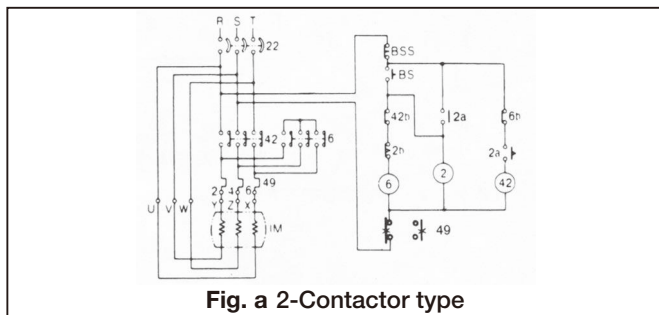 R S T
22
BSS
BS
42b 2a 6b
2b 2a
42 6
6 2 42
49
2 4 6
U V W Y Z X
IM
49
Fig. a 2-Contactor type